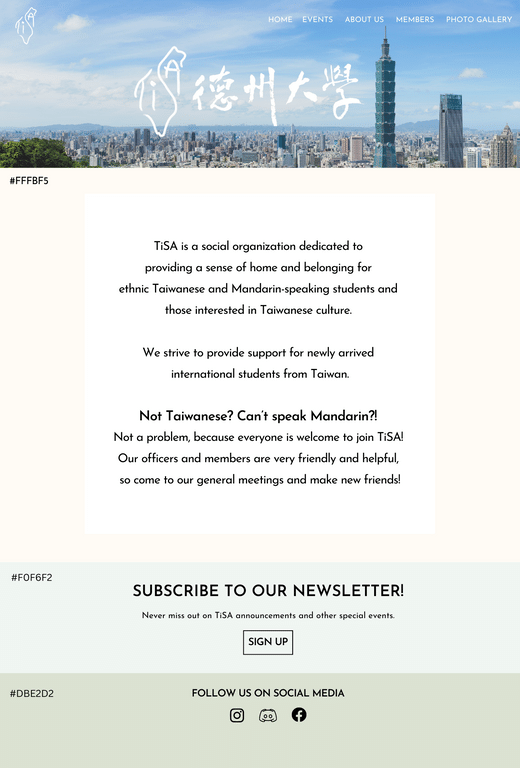 TiSA
HOME EVENTS ABOUT US MEMBERS PHOTO GALLERY
TiSA 德州大學
#FFFBF5
TiSA is a social organization dedicated to
providing a sense of home and belonging for
ethnic Taiwanese and Mandarin-speaking students and
those interested in Taiwanese culture.
We strive to provide support for newly arrived
international students from Taiwan.
Not Taiwanese? Can't speak Mandarin?!
Not a problem, because everyone is welcome to join TiSA!
Our officers and members are very friendly and helpful,
so come to our general meetings and make new friends!
#F0F6F2
SUBSCRIBE TO OUR NEWSLETTER!
Never miss out on TiSA announcements and other special events.
SIGN UP
#DBE2D2
FOLLOW US ON SOCIAL MEDIA